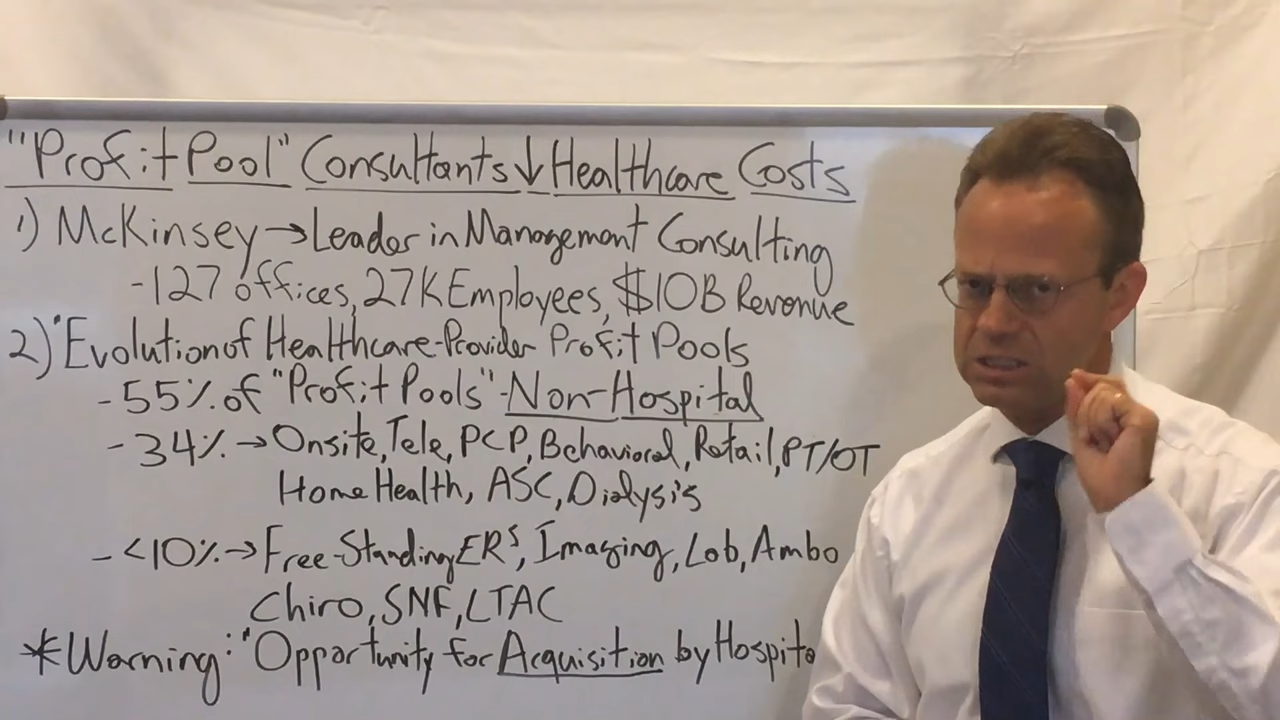 "Profit Pool" Consultants ↓ Healthcare Costs
1) McKinsey → Leader in Management Consulting
- 127 offices, 27K Employees, $10B Revenue
2) "Evolution of Healthcare-Provider Profit Pools
- 55% of "Profit Pools" - Non-Hospital
- 34% → Onsite, Tele, PCP, Behavioral, Retail, PT/OT
Home Health, ASC, Dialysis
- <10% → Free-Standing ERs, Imaging, Lab, Ambo
Chiro, SNF, LTAC
* Warning: "Opportunity for Acquisition by Hospita